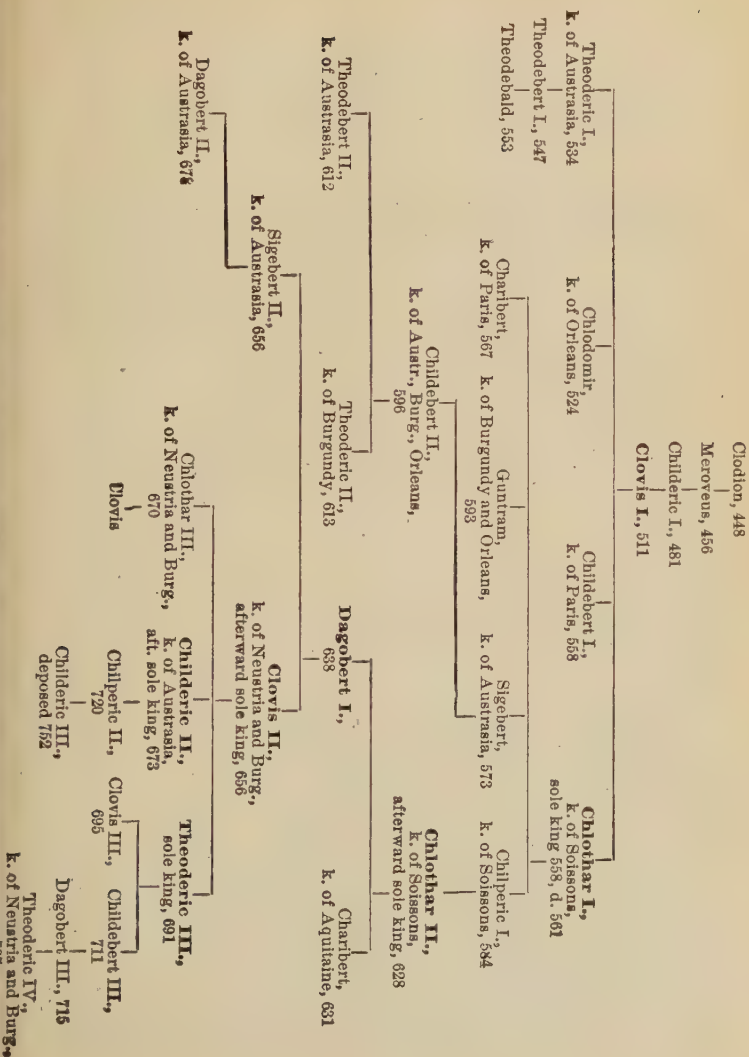 Clodion, 448
Meroveus, 456
Childeric I., 481
Clovis I., 511
Theoderic I.,
k. of Austrasia, 534
Theodebert I., 547
Theodebald, 553
Chlodomir,
k. of Orleans, 524
Childebert I.,
k. of Paris, 558
Chlothar I.,
k. of Soissons,
sole king 558, d. 561
Charibert,
k. of Paris, 567
Guntram,
k. of Burgundy and Orleans,
593
Sigebert,
k. of Austrasia, 573
Chilperic I.,
k. of Soissons, 584
Childebert II.,
k. of Austr., Burg., Orleans,
596
Chlothar II.,
k. of Soissons,
afterward sole king, 628
Theodebert II.,
k. of Austrasia, 612
Theoderic II.,
k. of Burgundy, 613
Dagobert I.,
638
Charibert,
k. of Aquitaine, 631
Sigebert II.,
k. of Austrasia, 656
Clovis II.,
k. of Neustria and Burg.,
afterward sole king, 656
Dagobert II.,
k. of Austrasia,
Chlothar III.,
k. of Neustria and Burg.,
670
Clovis
Childeric II.,
k. of Austrasia,
aft. sole king, 673
Chilperic II.,
720
Childeric III.,
deposed 752
Theoderic III.,
sole king, 691
Clovis III.,
695
Childebert III.,
711
Dagobert III., 715
Theoderic IV.,
k. of Neustria and Burg.,